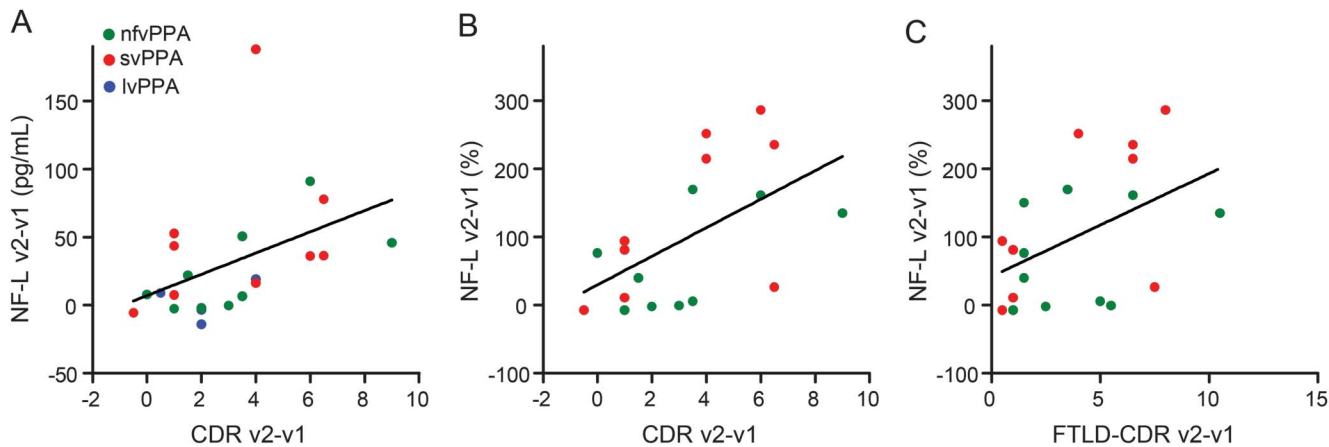 A
nfvPPA
svPPA
lvPPA
NF-L v2-v1 (pg/mL)
150
100
50
0
-50
-2
0
2
4
6
8
10
CDR v2-v1
B
NF-L v2-v1 (%)
300
200
100
0
-100
-2
0
2
4
6
8
10
CDR v2-v1
C
NF-L v2-v1 (%)
300
200
100
0
-100
0
5
10
15
FTLD-CDR v2-v1